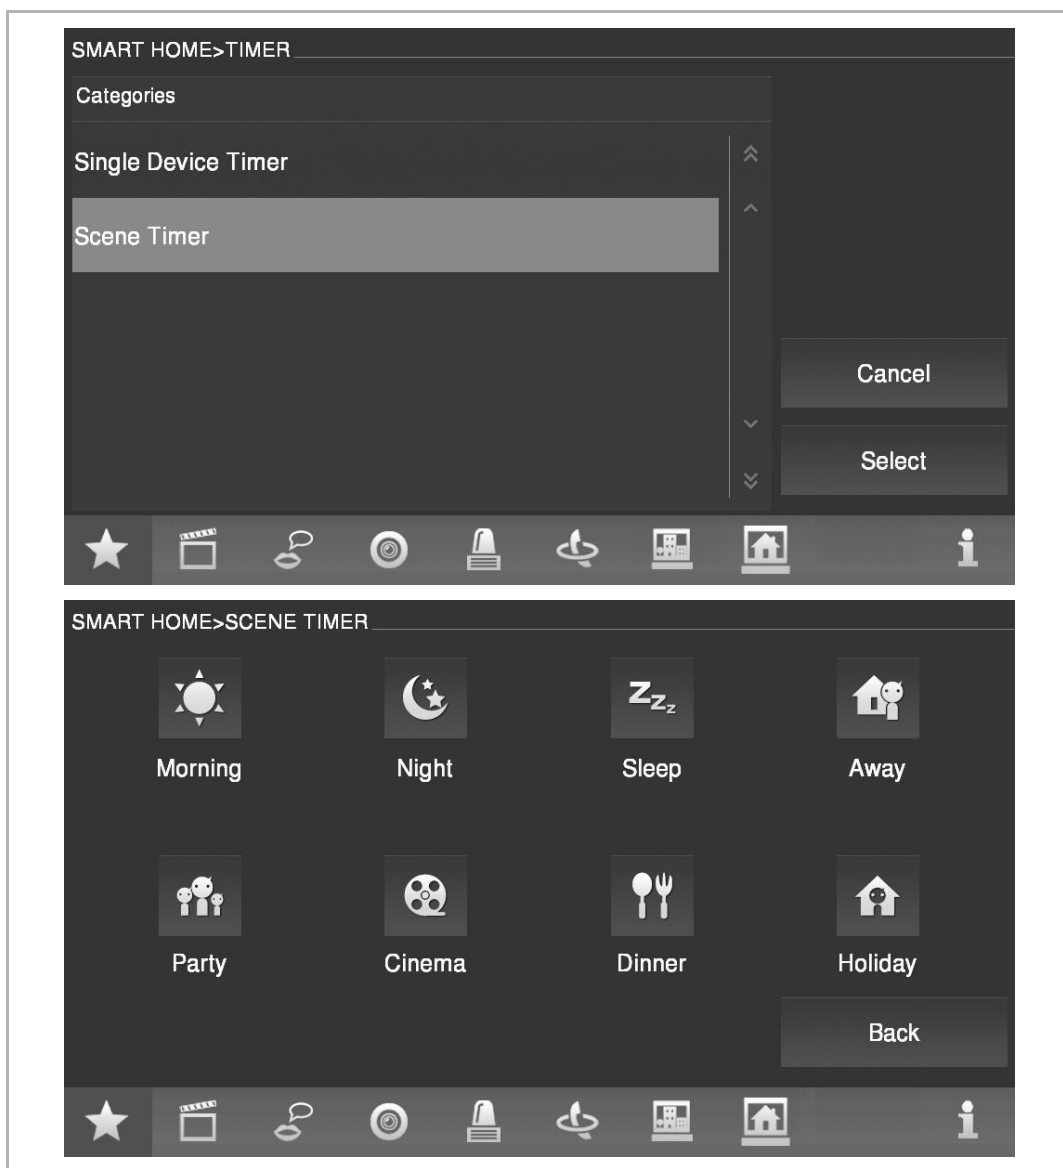 SMART HOME>TIMER
Categories
Single Device Timer
Scene Timer
Cancel
Select
SMART HOME>SCENE TIMER
zzz
Morning Night Sleep Away
Party Cinema Dinner Holiday
Back